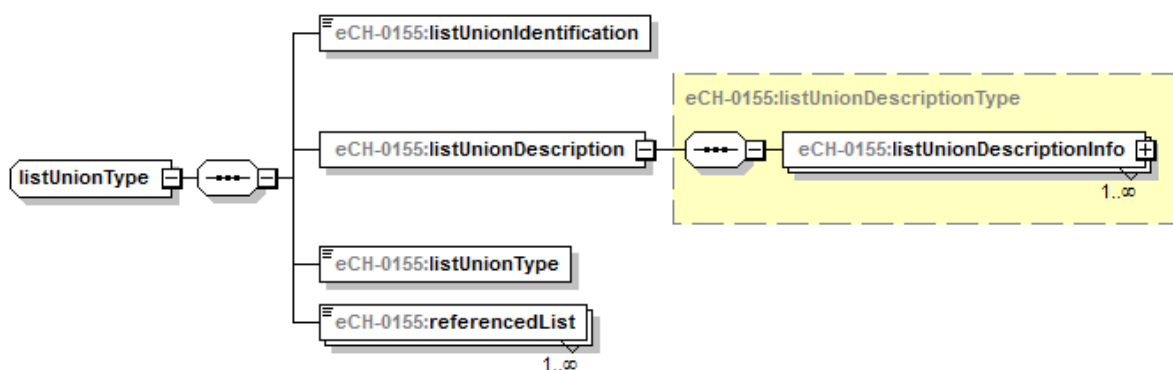 eCH-0155:listUnionIdentification
eCH-0155:listUnionDescriptionType
listUnionType
eCH-0155:listUnionDescription
eCH-0155:listUnionDescriptionInfo
1..∞
eCH-0155:listUnionType
eCH-0155:referencedList
1..∞